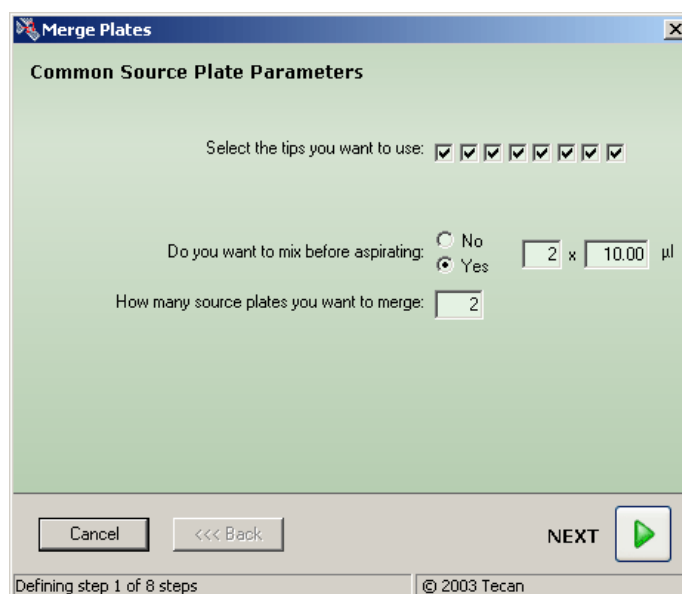 Merge Plates
Common Source Plate Parameters
Select the tips you want to use:
Do you want to mix before aspirating: No
Yes 2 x 10.00 µl
How many source plates you want to merge: 2
Cancel <<< Back NEXT
Defining step 1 of 8 steps © 2003 Tecan